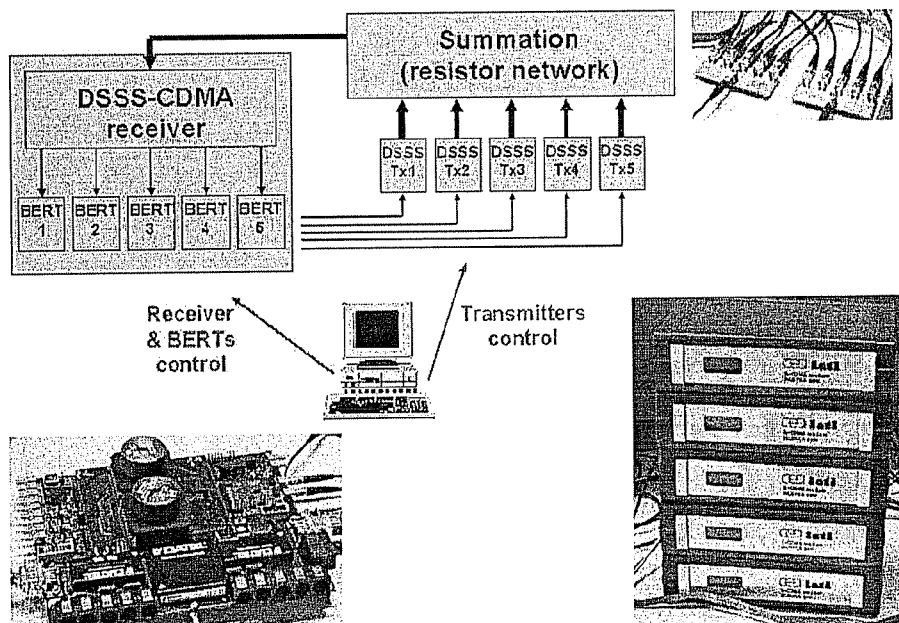 Summation
(resistor network)
DSSS-CDMA
receiver
DSSS
Tx1
DSSS
Tx2
DSSS
Tx3
DSSS
Tx4
DSSS
Tx5
BERT
1
BERT
2
BERT
3
BERT
4
BERT
5
Receiver
& BERTs
control
Transmitters
control